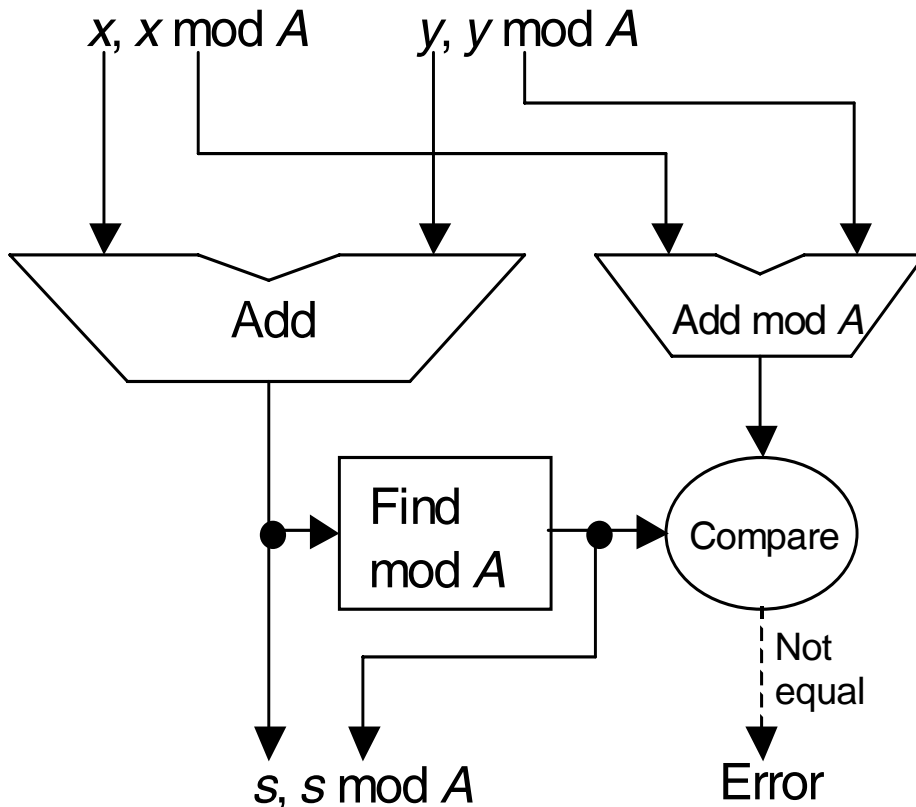 x, x mod A
y, y mod A
Add
Add mod A
Find
mod A
Compare
Not
equal
s, s mod A
Error